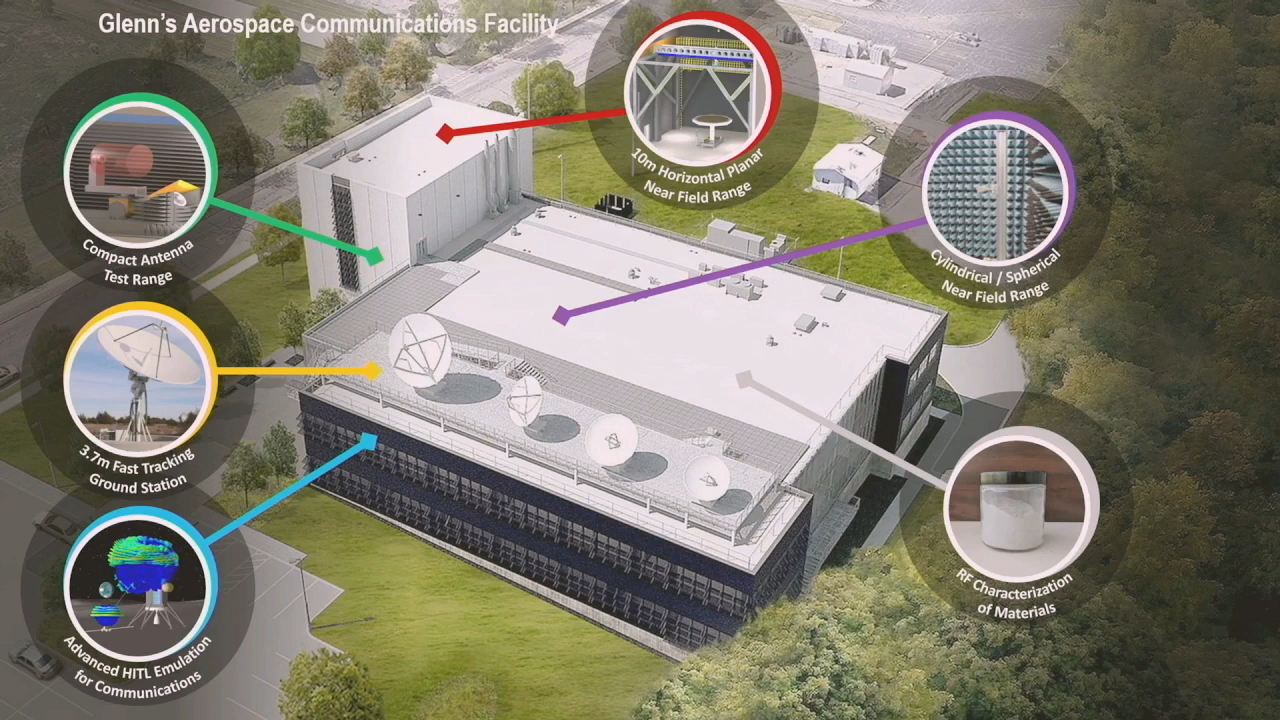 Glenn's Aerospace Communications Facility
10m Horizontal Planar
Near Field Range
Compact Antenna
Test Range
Cylindrical / Spherical
Near Field Range
3.7m Fast Tracking
Ground Station
RF Characterization
of Materials
Advanced HITL Emulation
for Communications